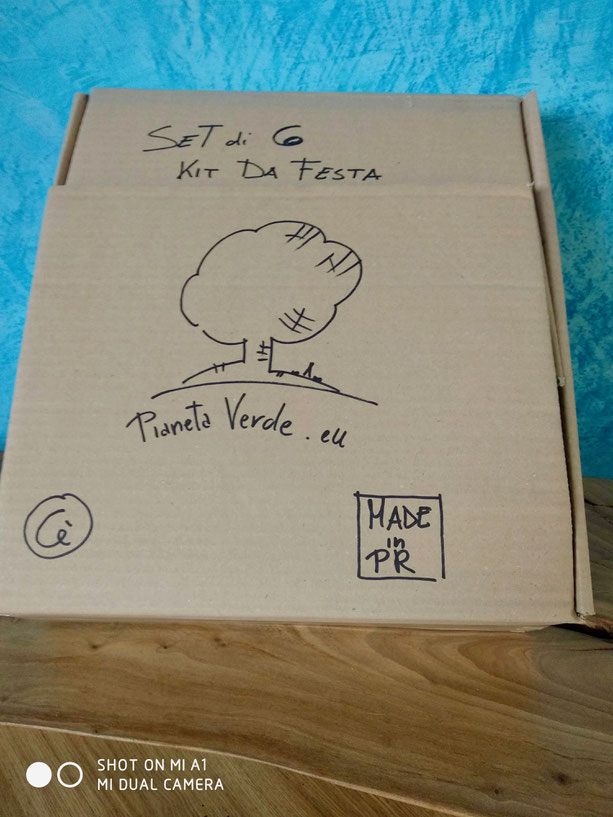 SeT di 6
KIT DA FESTA
Pianeta Verde.eu
Cè
MADE
in
PR
SHOT ON MI A1
MI DUAL CAMERA